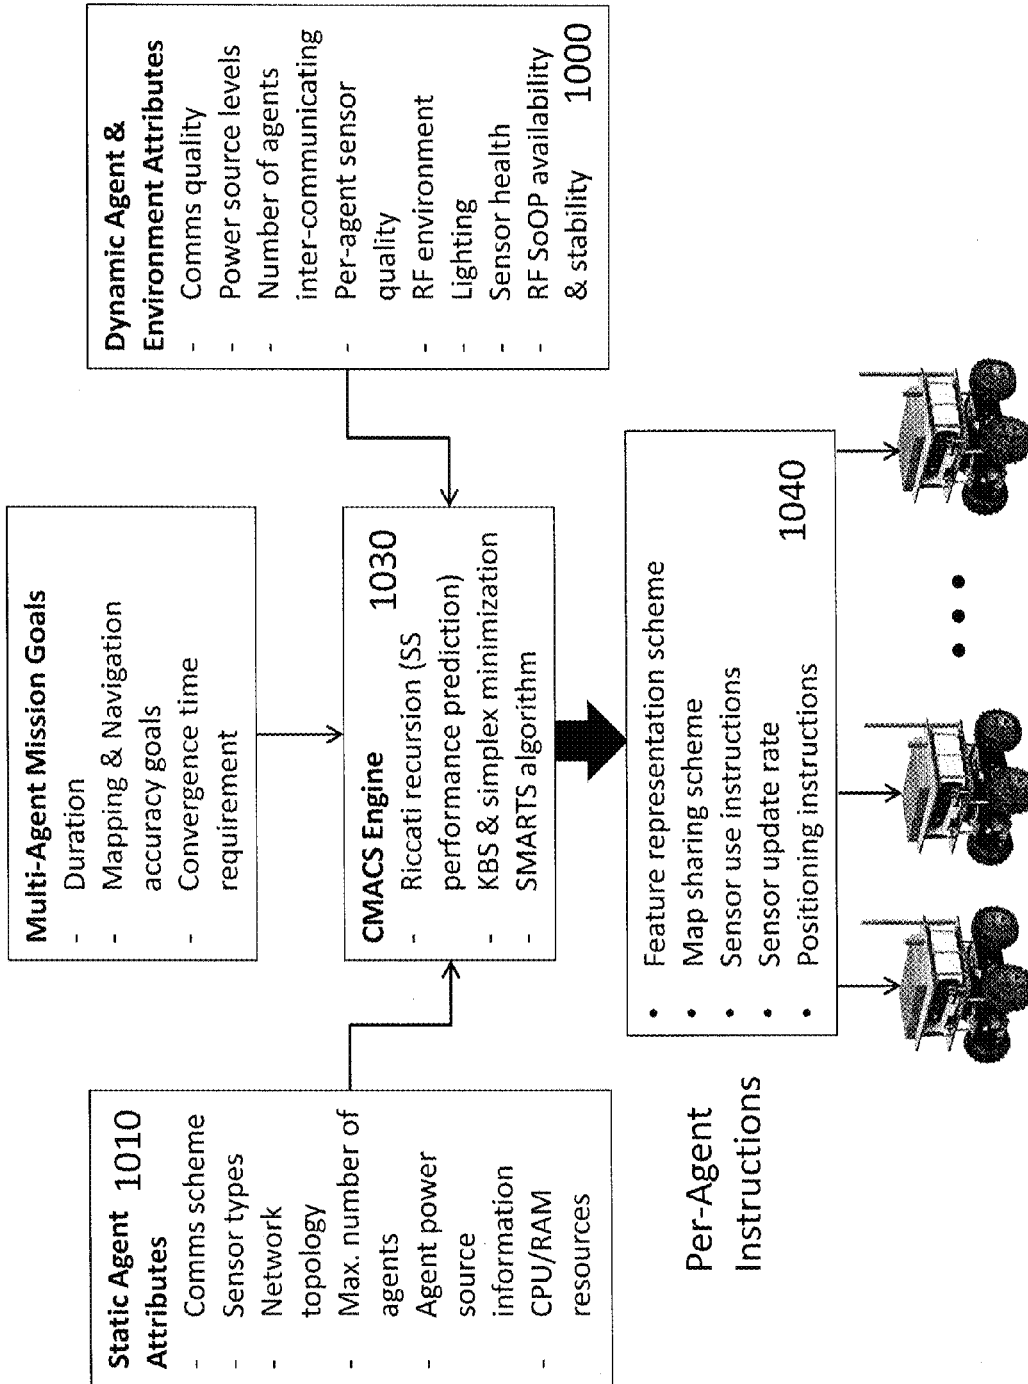 Multi-Agent Mission Goals
- Duration
- Mapping & Navigation
accuracy goals
- Convergence time
requirement
Static Agent 1010
Attributes
- Comms scheme
- Sensor types
- Network
topology
- Max. number of
agents
- Agent power
source
information
- CPU/RAM
resources
CMACS Engine 1030
- Riccati recursion (SS
performance prediction)
- KBS & simplex minimization
- SMARTS algorithm
Dynamic Agent &
Environment Attributes
- Comms quality
- Power source levels
- Number of agents
inter-communicating
- Per-agent sensor
quality
- RF environment
- Lighting
- Sensor health
- RF SoOP availability
& stability 1000
Per-Agent
Instructions
• Feature representation scheme
• Map sharing scheme
• Sensor use instructions
• Sensor update rate
• Positioning instructions
1040